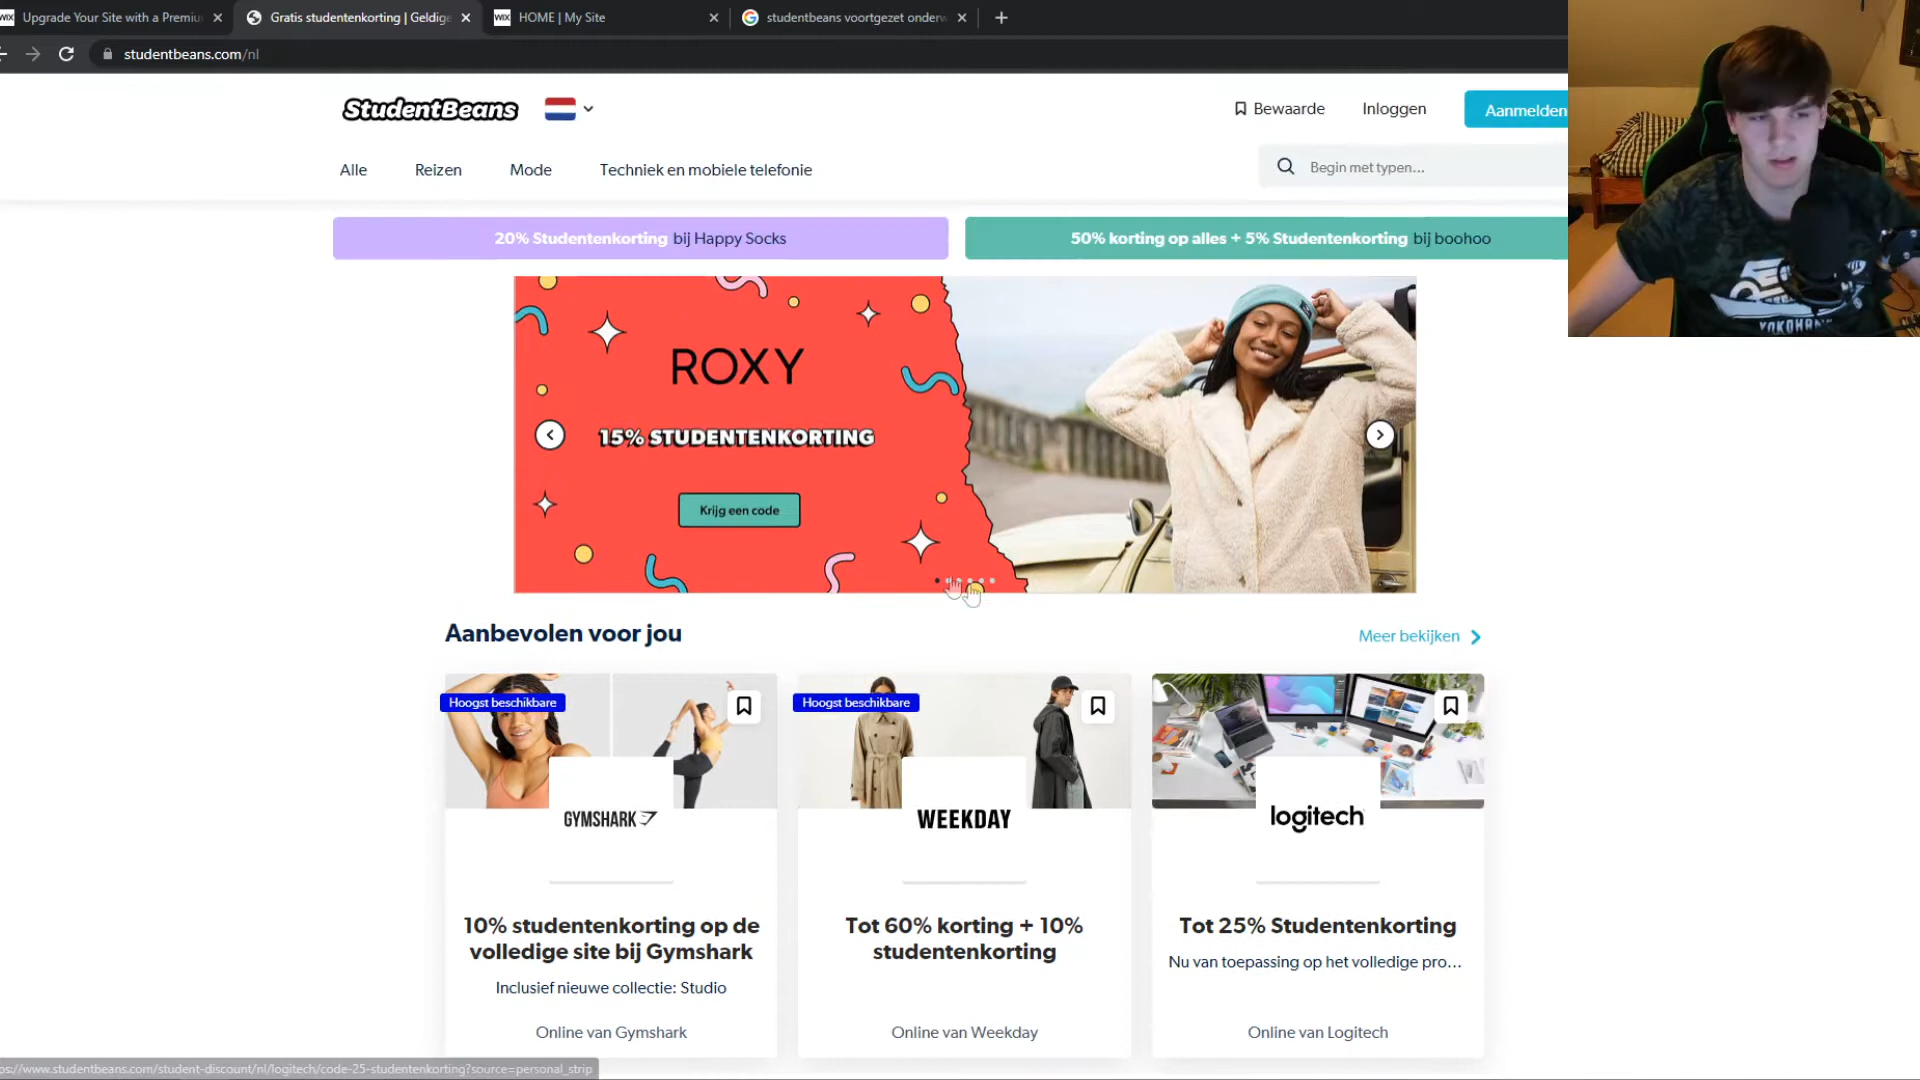 WIX Upgrade Your Site with a Premiu
Gratis studentenkorting | Geldige
WIX HOME | My Site
studentbeans voortgezet onderw
studentbeans.com/nl
StudentBeans
Bewaarde
Inloggen
Aanmelden
Alle
Reizen
Mode
Techniek en mobiele telefonie
Begin met typen...
20% Studentenkorting bij Happy Socks
50% korting op alles + 5% Studentenkorting bij boohoo
ROXY
15% STUDENTENKORTING
Krijg een code
YOKOHAMA
Aanbevolen voor jou
Meer bekijken
Hoogst beschikbare
Hoogst beschikbare
GYMSHARK
WEEKDAY
logitech
10% studentenkorting op de
volledige site bij Gymshark
Inclusief nieuwe collectie: Studio
Online van Gymshark
Tot 60% korting + 10%
studentenkorting
Online van Weekday
Tot 25% Studentenkorting
Nu van toepassing op het volledige pro...
Online van Logitech
ps://www.studentbeans.com/student-discount/nl/logitech/code-25-studentenkorting?source=personal_strip